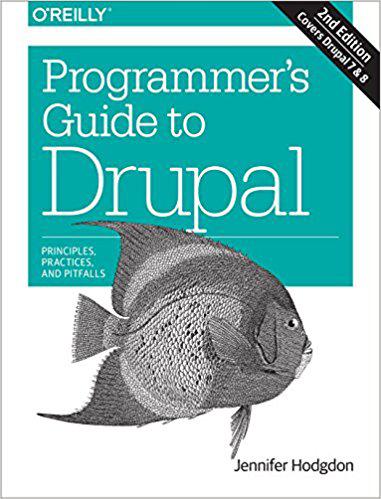 O'REILLY®
2nd Edition
Covers Drupal 7 & 8
Programmer's
Guide to
Drupal
PRINCIPLES,
PRACTICES,
AND PITFALLS
Jennifer Hodgdon